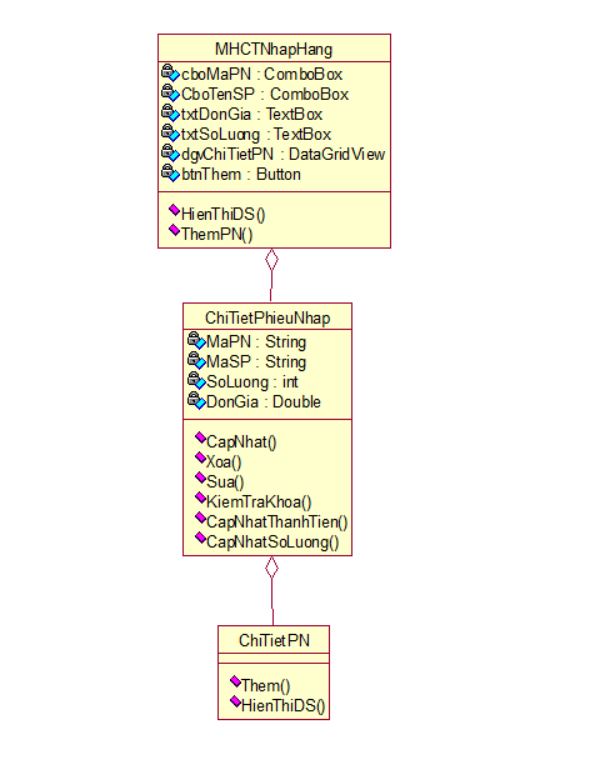 MHCTNhapHang
cboMaPN : ComboBox
CboTenSP : ComboBox
txtDonGia : TextBox
txtSoLuong : TextBox
dgvChiTietPN : DataGridView
btnThem : Button
HienThiDS()
ThemPN()
ChiTietPhieuNhap
MaPN : String
MaSP : String
SoLuong : int
DonGia : Double
CapNhat()
Xoa()
Sua()
KiemTraKhoa()
CapNhatThanhTien()
CapNhatSoLuong()
ChiTietPN
Them()
HienThiDS()